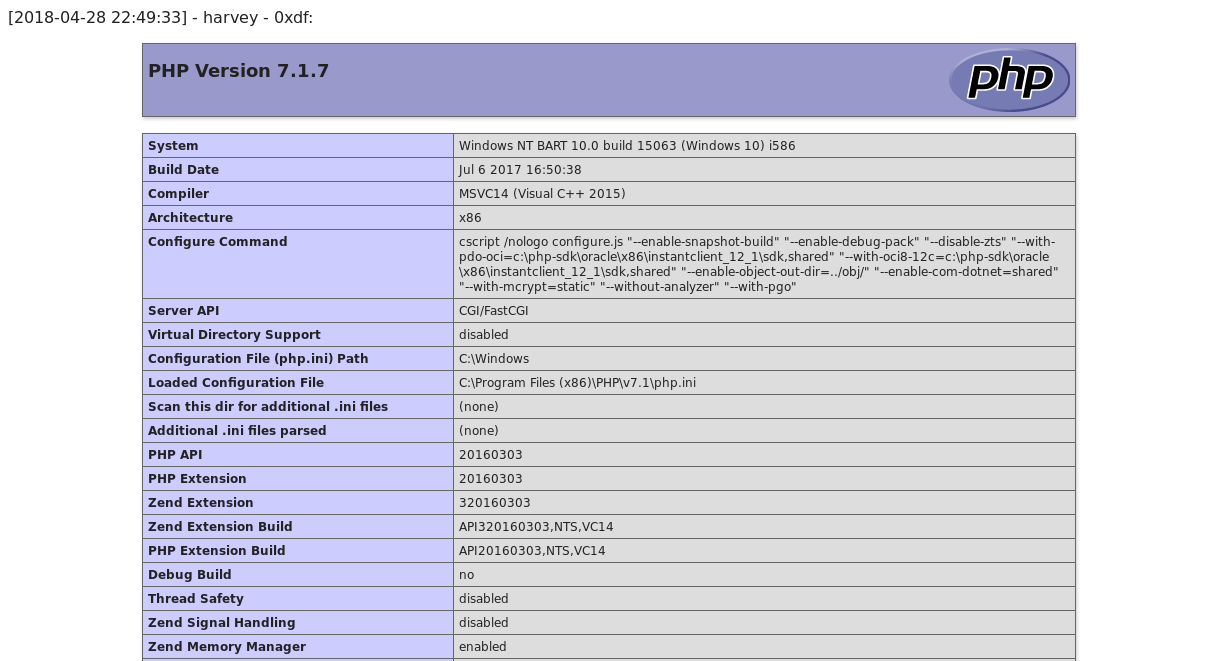 [2018-04-28 22:49:33] - harvey - 0xdf:
PHP Version 7.1.7
php
System Windows NT BART 10.0 build 15063 (Windows 10) i586
Build Date Jul 6 2017 16:50:38
Compiler MSVC14 (Visual C++ 2015)
Architecture x86
Configure Command cscript /nologo configure.js "--enable-snapshot-build" "--enable-debug-pack" "--disable-zts" "--with-
pdo-oci=c:\php-sdk\oracle\x86\instantclient_12_1\sdk,shared" "--with-oci8-12c=c:\php-sdk\oracle
\x86\instantclient_12_1\sdk,shared" "--enable-object-out-dir=../obj/" "--enable-com-dotnet=shared"
"--with-mcrypt=static" "--without-analyzer" "--with-pgo"
Server API CGI/FastCGI
Virtual Directory Support disabled
Configuration File (php.ini) Path C:\Windows
Loaded Configuration File C:\Program Files (x86)\PHP\v7.1\php.ini
Scan this dir for additional .ini files (none)
Additional .ini files parsed (none)
PHP API 20160303
PHP Extension 20160303
Zend Extension 320160303
Zend Extension Build API320160303,NTS,VC14
PHP Extension Build API20160303,NTS,VC14
Debug Build no
Thread Safety disabled
Zend Signal Handling disabled
Zend Memory Manager enabled